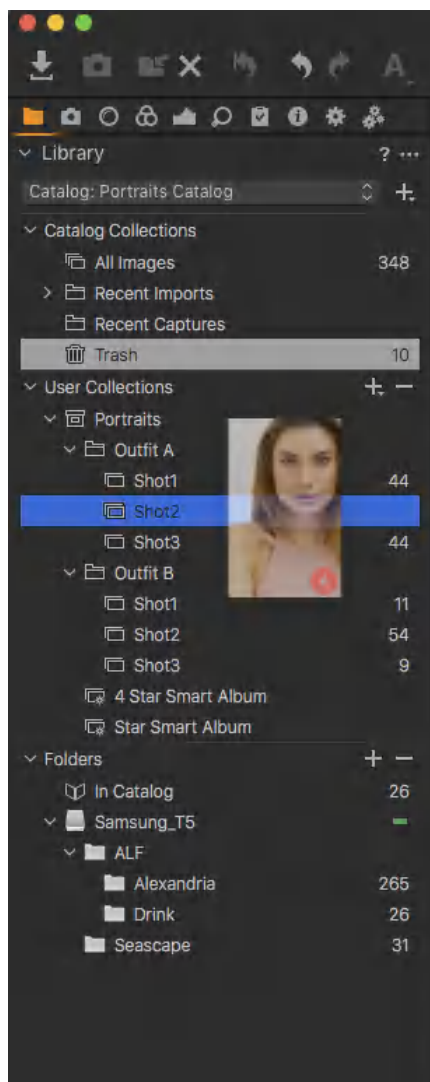 A
Library ? ...
Catalog: Portraits Catalog
Catalog Collections
All Images 348
Recent Imports
Recent Captures
Trash 10
User Collections
Portraits
Outfit A
Shot1 44
Shot2
Shot3 44
Outfit B
Shot1 11
Shot2 54
Shot3 9
4 Star Smart Album
Star Smart Album
Folders
In Catalog 26
Samsung_T5
ALF
Alexandria 265
Drink 26
Seascape 31